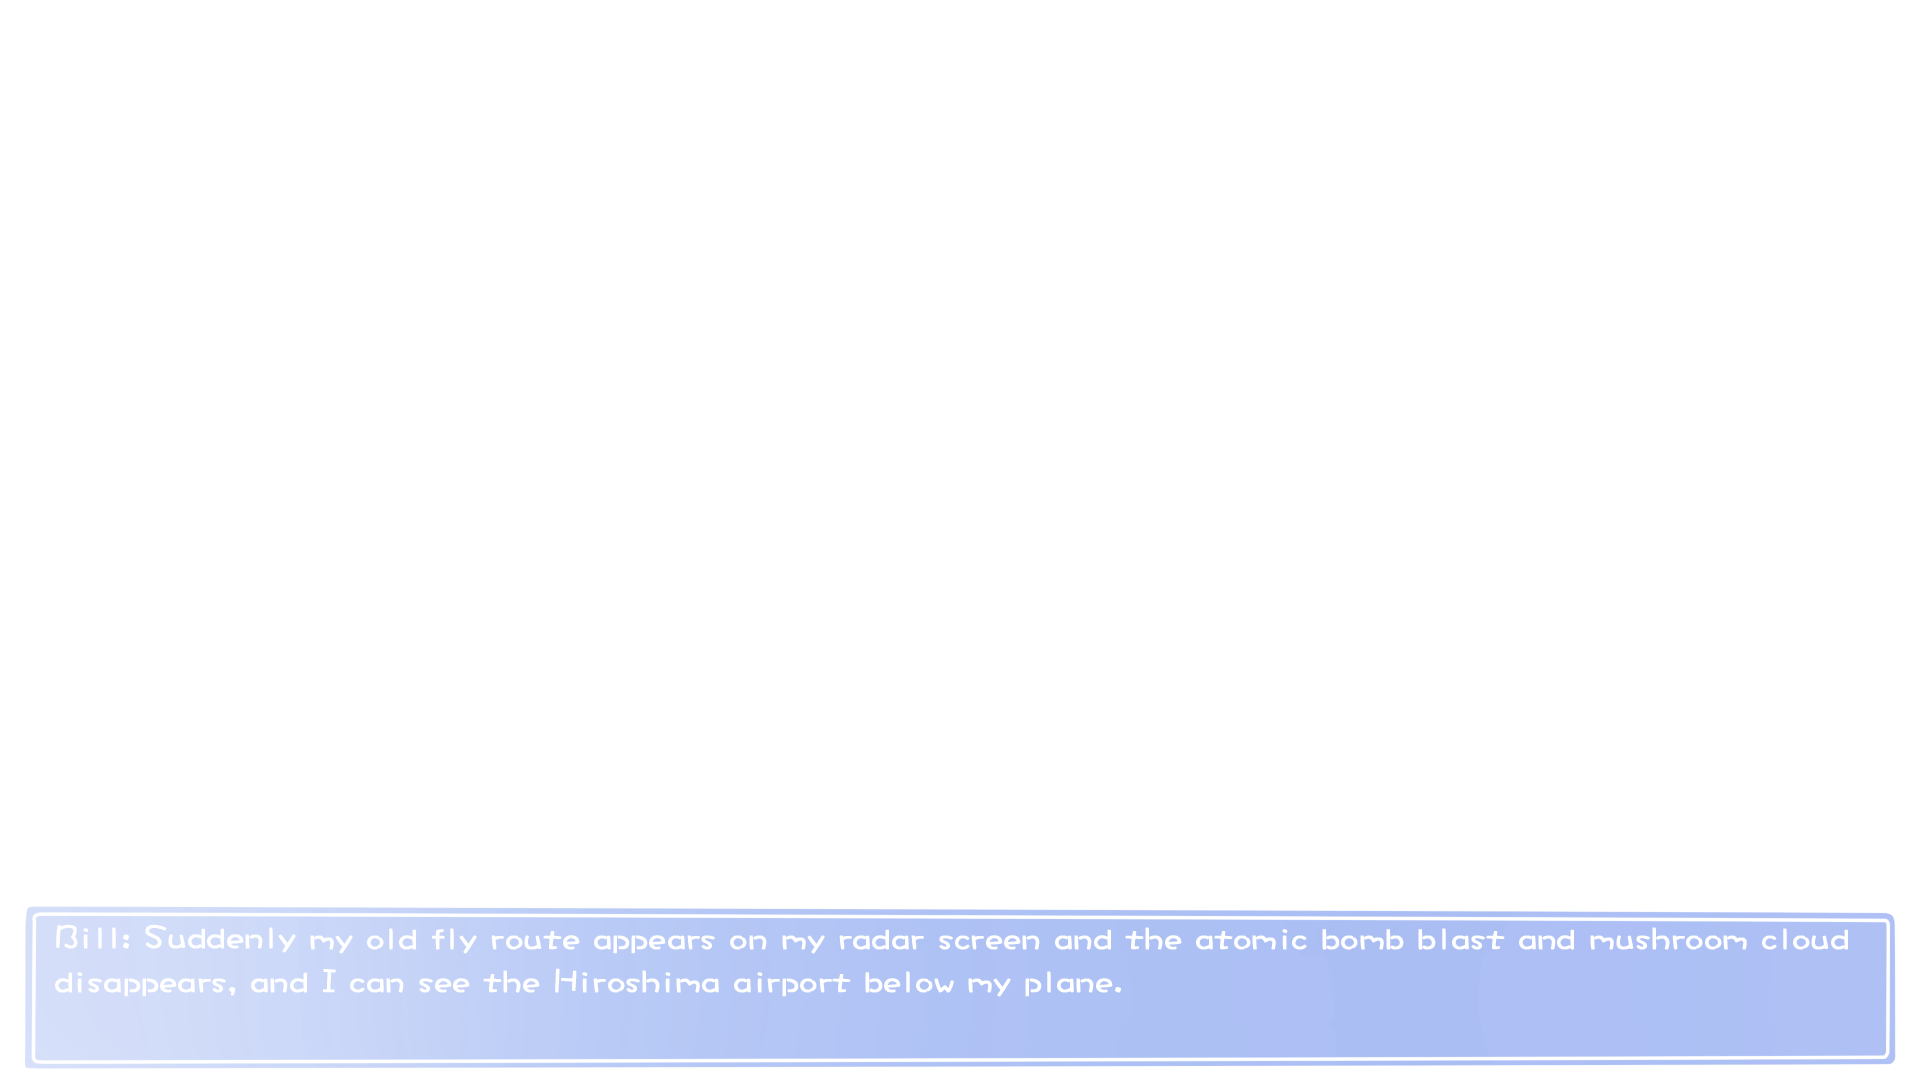 Bill: Suddenly my old fly route appears on my radar screen and the atomic bomb blast and mushroom cloud
disappears, and I can see the Hiroshima airport below my plane.